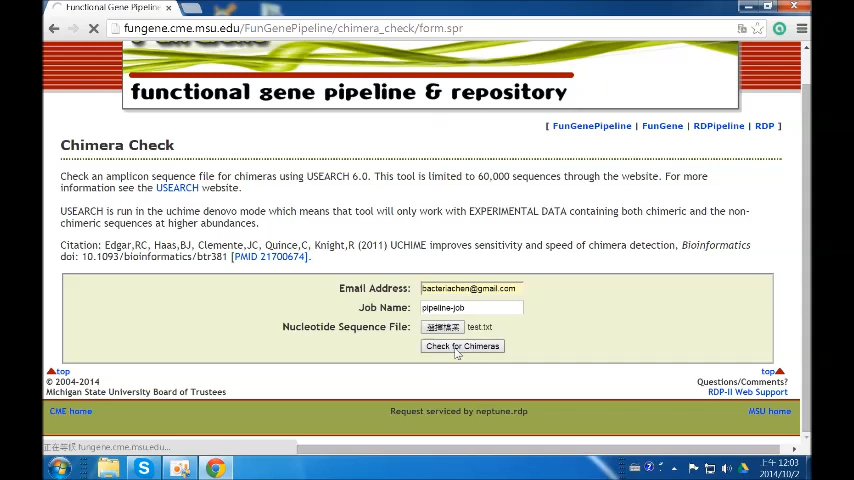 Functional Gene Pipeline
fungene.cme.msu.edu/FunGenePipeline/chimera_check/form.spr
functional gene pipeline & repository
[ FunGenePipeline | FunGene | RDPipeline | RDP ]
Chimera Check
Check an amplicon sequence file for chimeras using USEARCH 6.0. This tool is limited to 60,000 sequences through the website. For more
information see the USEARCH website.
USEARCH is run in the uchime denovo mode which means that tool will only work with EXPERIMENTAL DATA containing both chimeric and the non-
chimeric sequences at higher abundances.
Citation: Edgar,RC, Haas,BJ, Clemente,JC, Quince,C, Knight,R (2011) UCHIME improves sensitivity and speed of chimera detection, Bioinformatics
doi: 10.1093/bioinformatics/btr381 [PMID 21700674].
Email Address: bacteriachen@gmail.com
Job Name: pipeline-job
Nucleotide Sequence File: 選擇檔案 test.txt
Check for Chimeras
top top
© 2004-2014 Questions/Comments?
Michigan State University Board of Trustees RDP-II Web Support
CME home Request serviced by neptune.rdp MSU home
正在等候 fungene.cme.msu.edu...
上午 12:03
2014/10/2